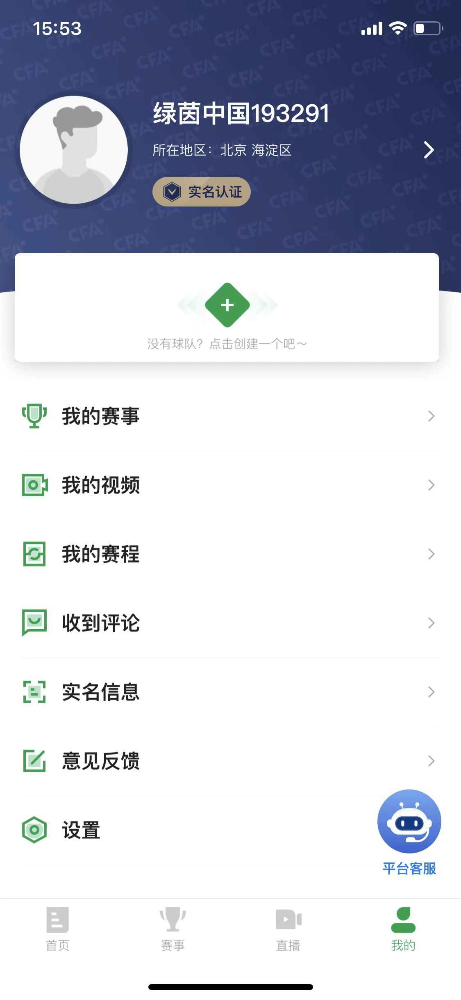 15:53
绿茵中国193291
所在地区：北京 海淀区
实名认证
没有球队？点击创建一个吧～
我的赛事
我的视频
我的赛程
收到评论
实名信息
意见反馈
设置
平台客服
首页
赛事
直播
我的